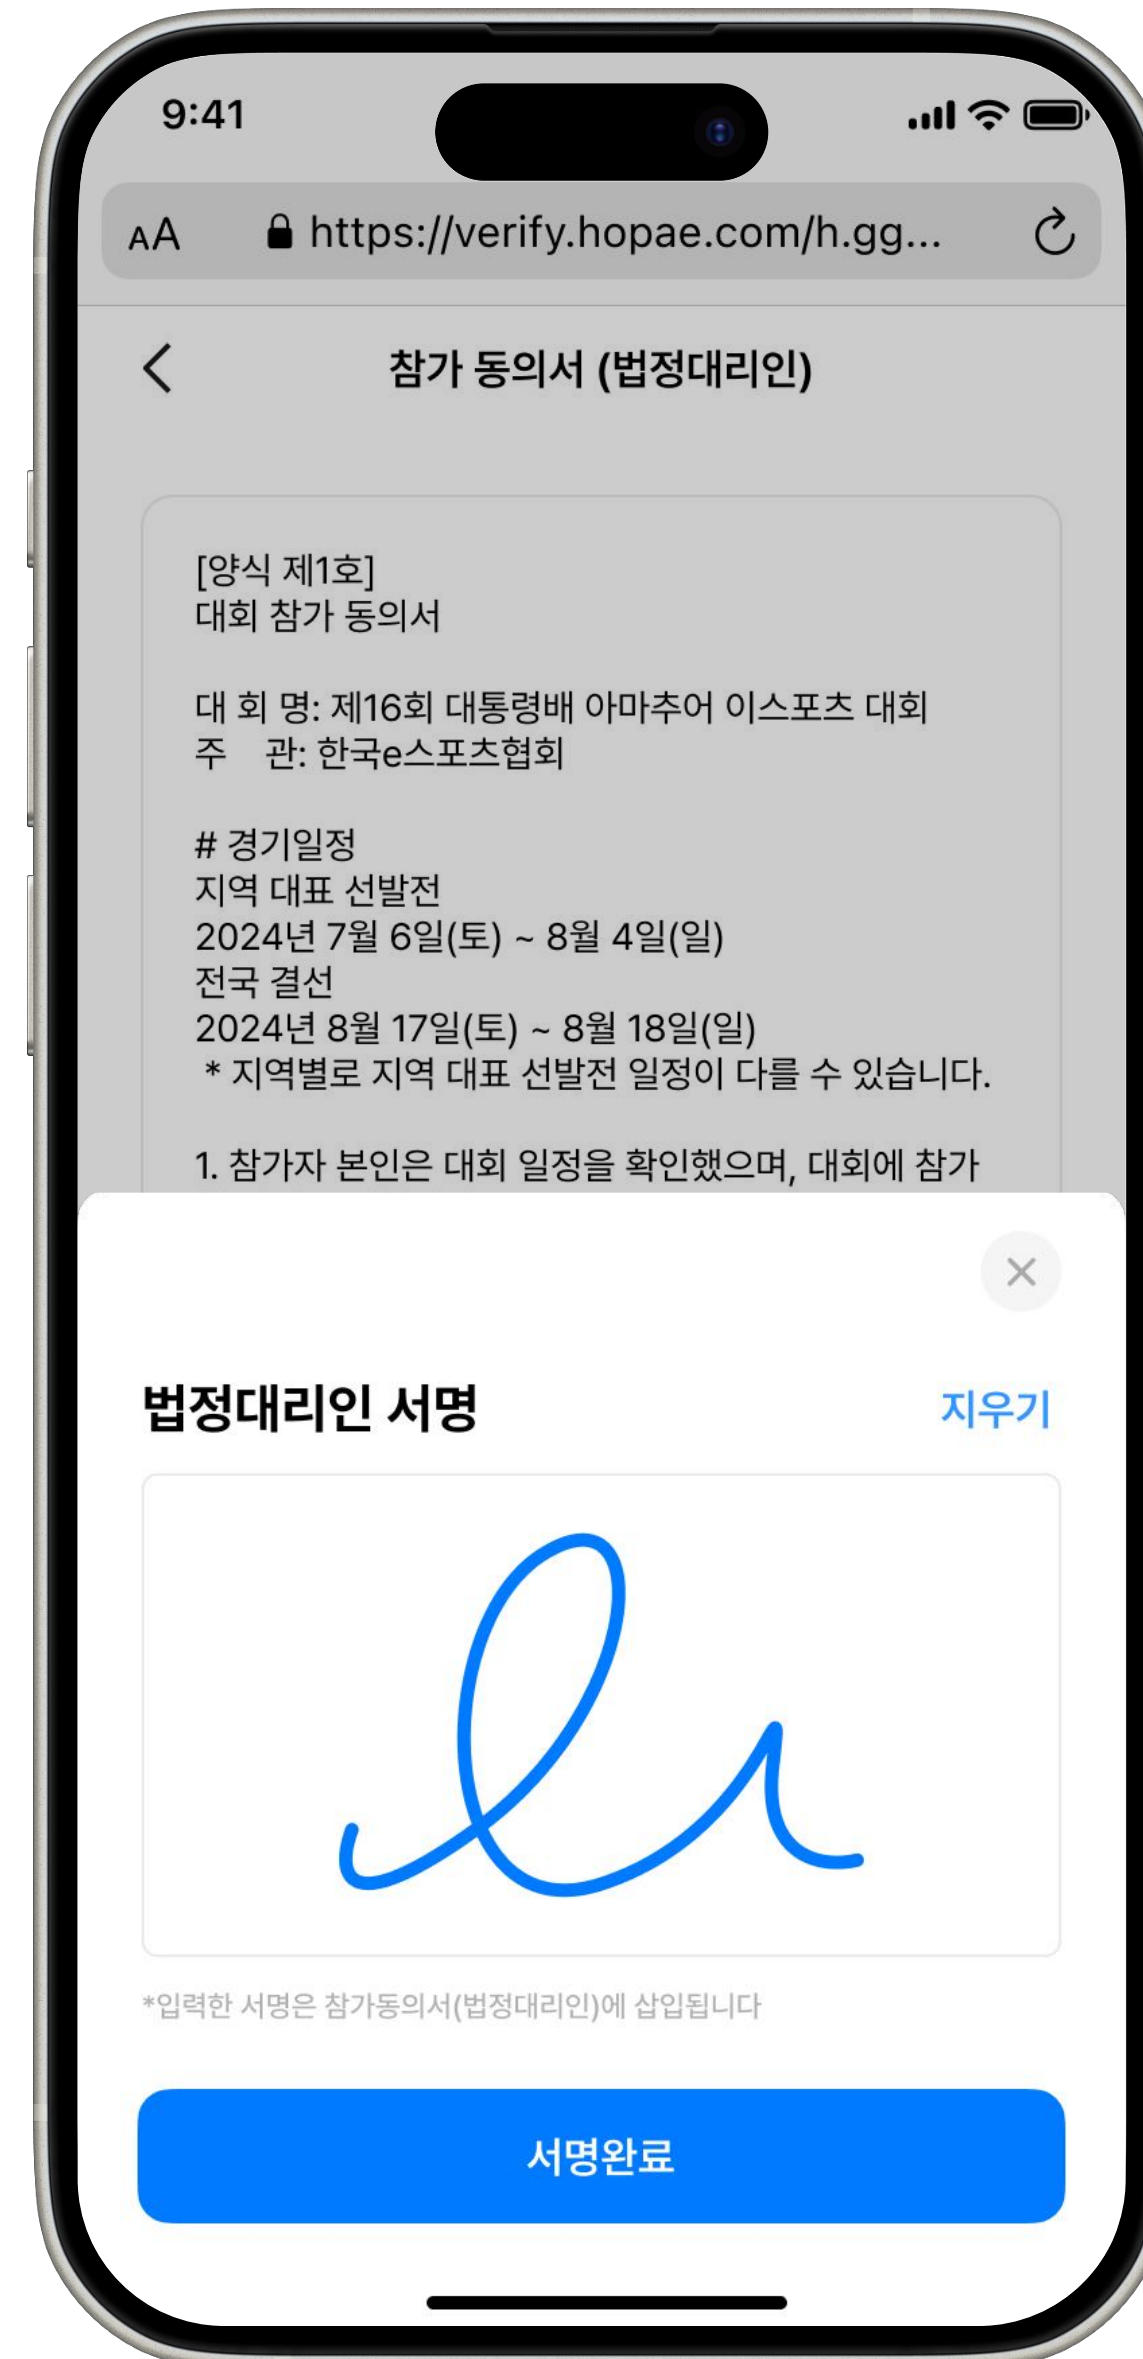 9:41
AA https://verify.hopae.com/h.gg...
참가 동의서 (법정대리인)
[양식 제1호]
대회 참가 동의서
대 회 명: 제16회 대통령배 아마추어 이스포츠 대회
주 관: 한국e스포츠협회
# 경기일정
지역 대표 선발전
2024년 7월 6일(토) ~ 8월 4일(일)
전국 결선
2024년 8월 17일(토) ~ 8월 18일(일)
* 지역별로 지역 대표 선발전 일정이 다를 수 있습니다.
1. 참가자 본인은 대회 일정을 확인했으며, 대회에 참가
법정대리인 서명
지우기
*입력한 서명은 참가동의서(법정대리인)에 삽입됩니다
서명완료